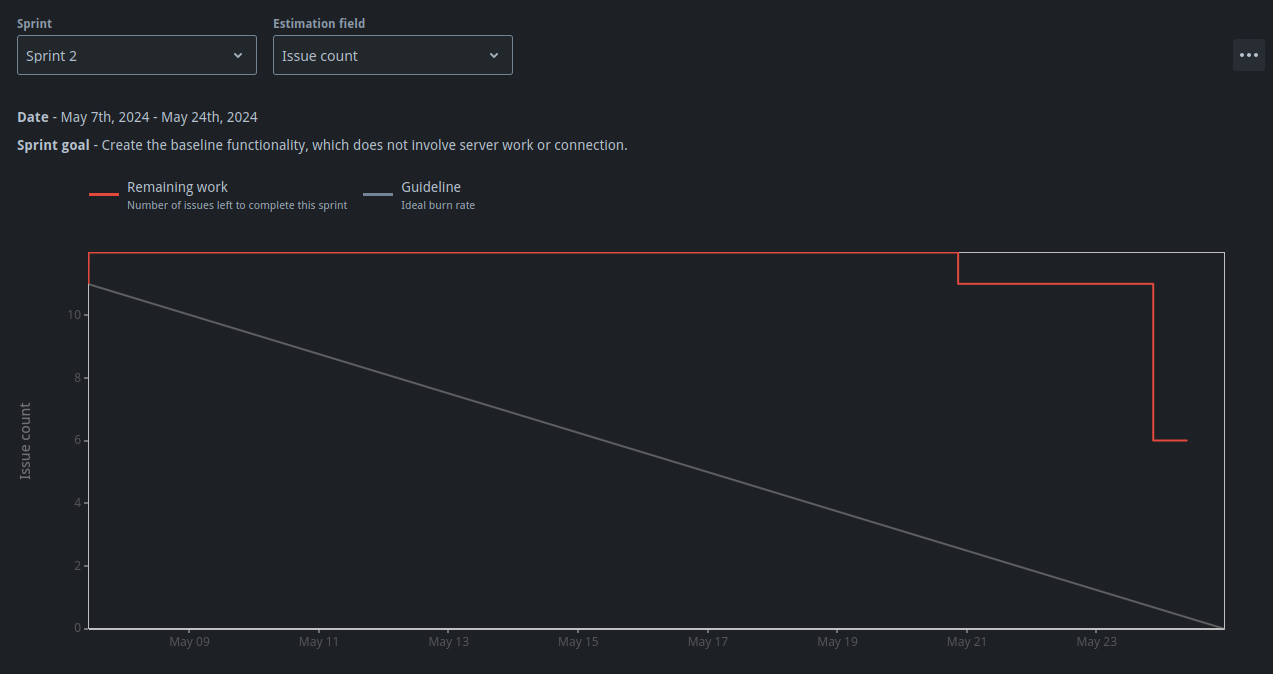 Sprint
Estimation field
Sprint 2
Issue count
Date - May 7th, 2024 - May 24th, 2024
Sprint goal - Create the baseline functionality, which does not involve server work or connection.
Remaining work
Number of issues left to complete this sprint
Guideline
Ideal burn rate
Issue count
10
8
6
4
2
0
May 09
May 11
May 13
May 15
May 17
May 19
May 21
May 23